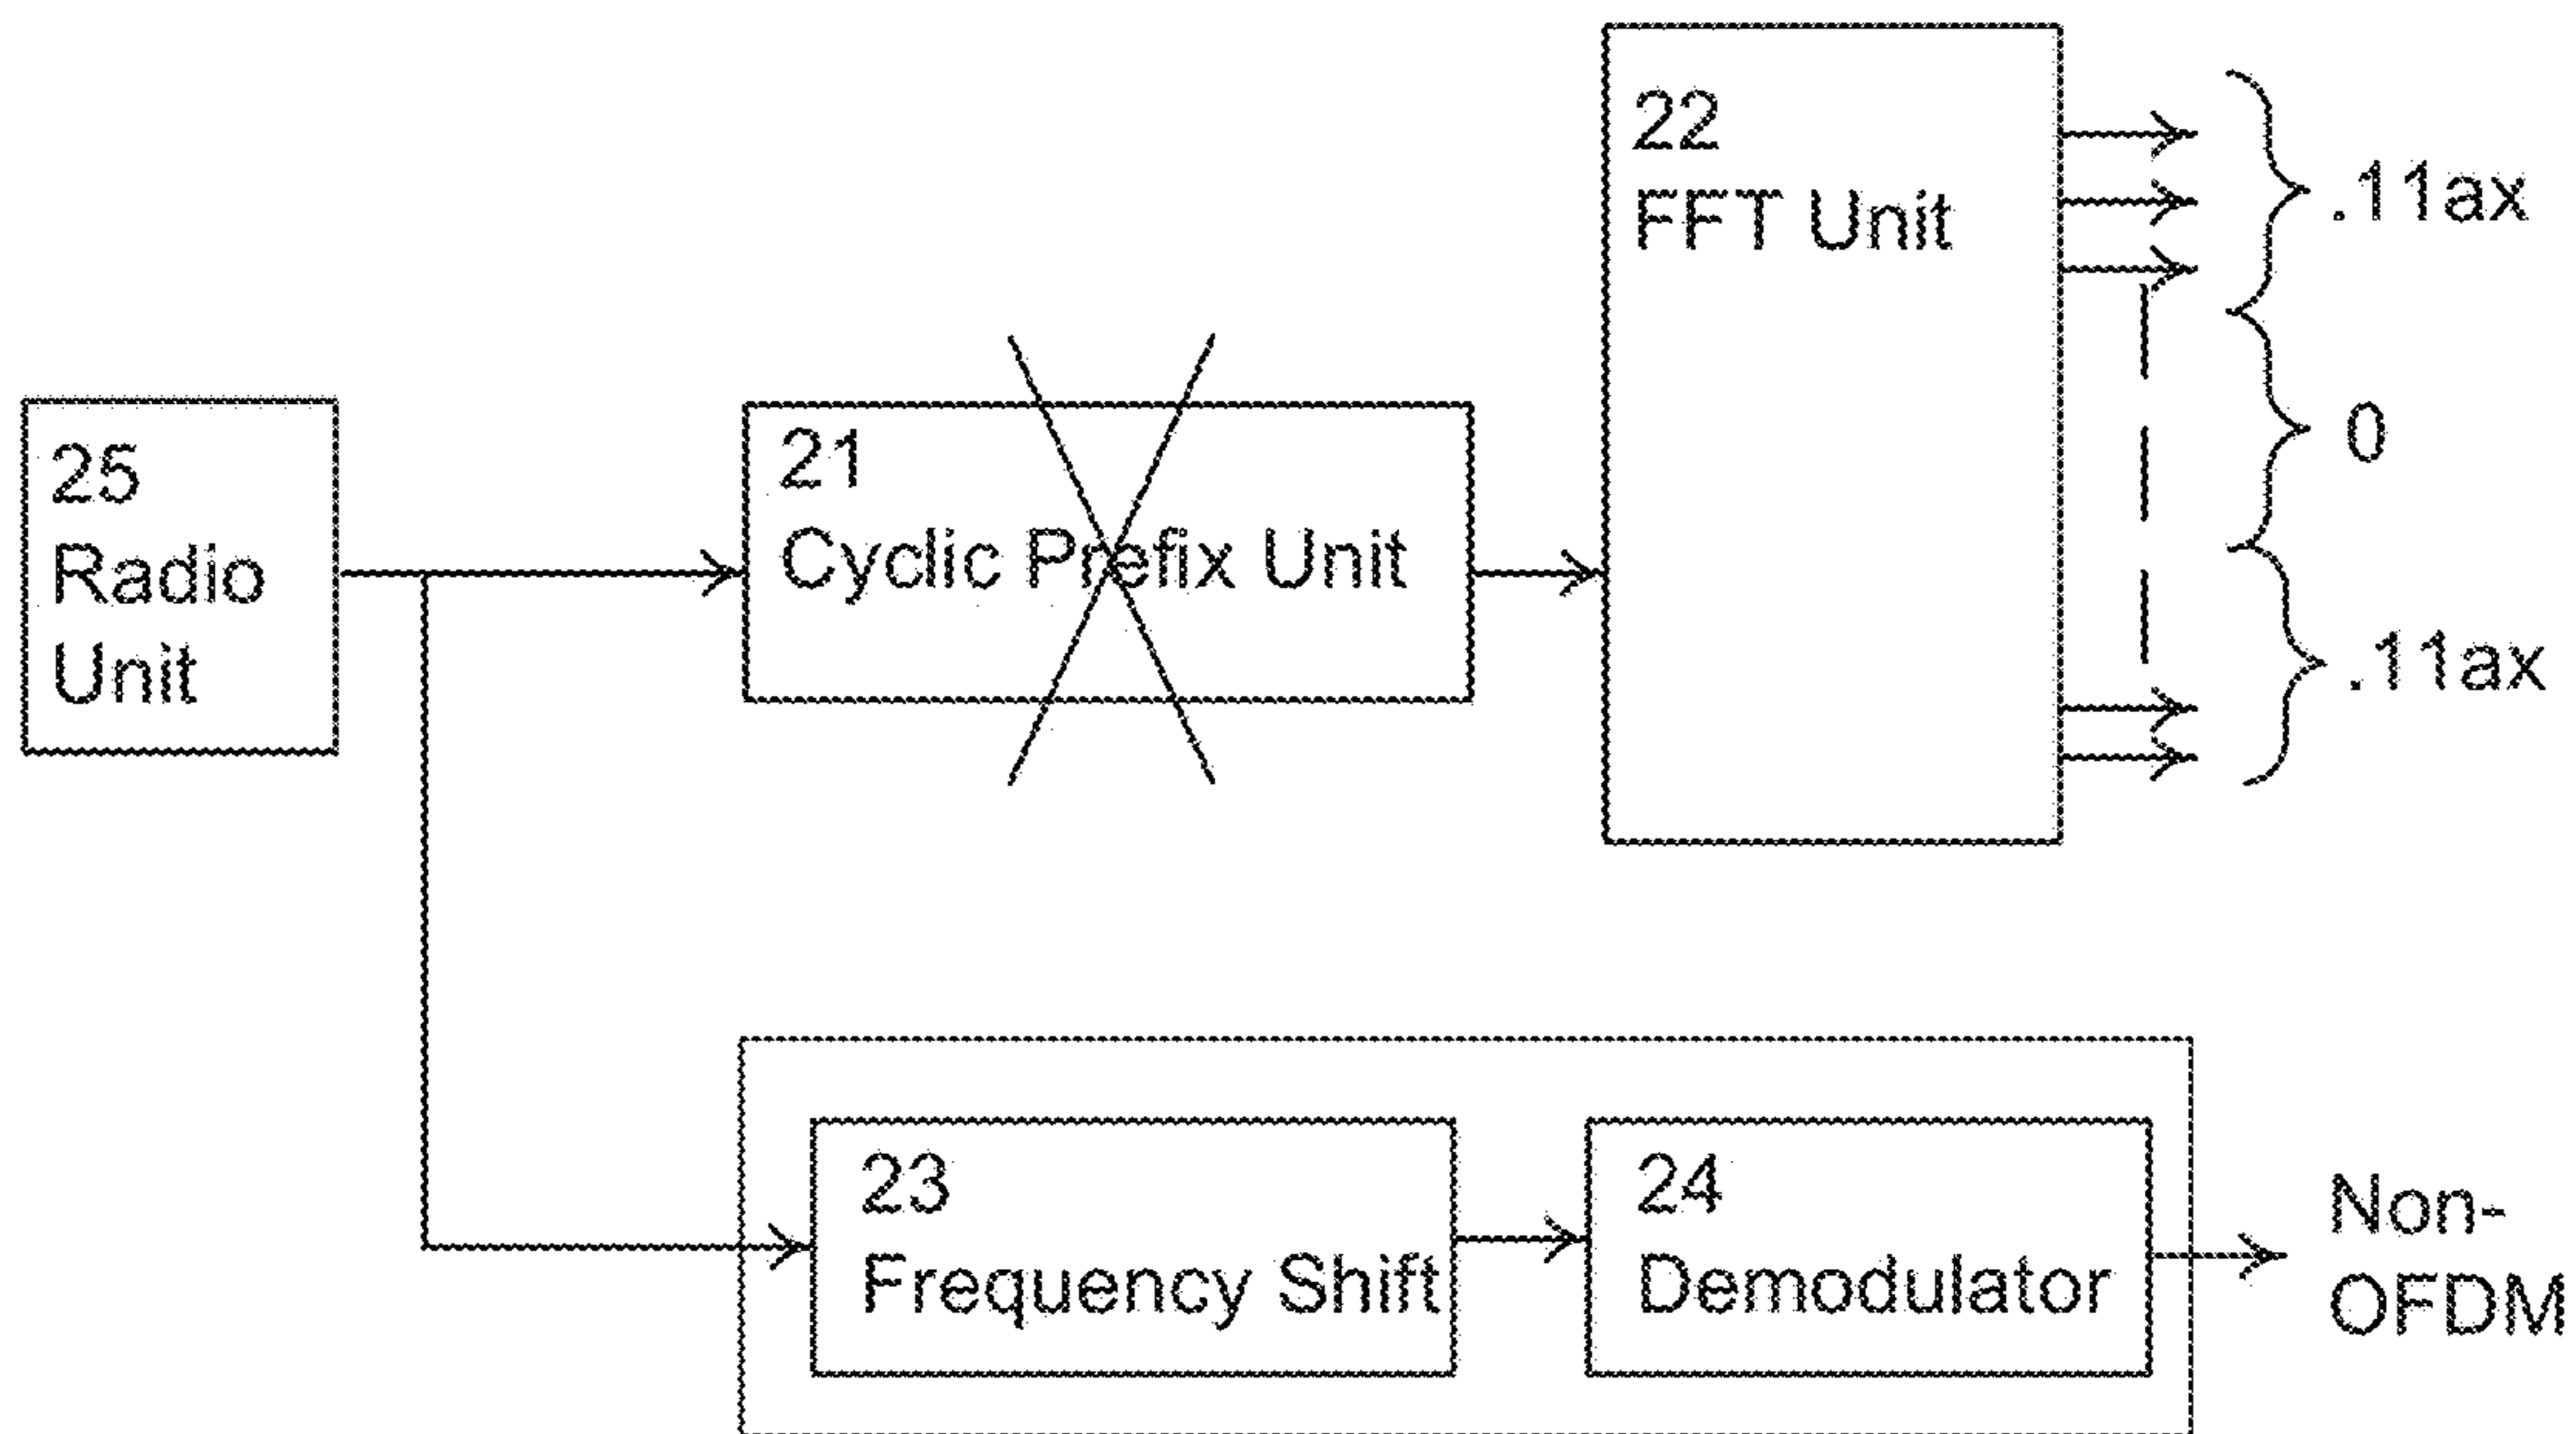 22
FFT Unit
.11ax
0
.11ax
25
Radio
Unit
21
Cyclic Prefix Unit
23
Frequency Shift
24
Demodulator
Non-
OFDM